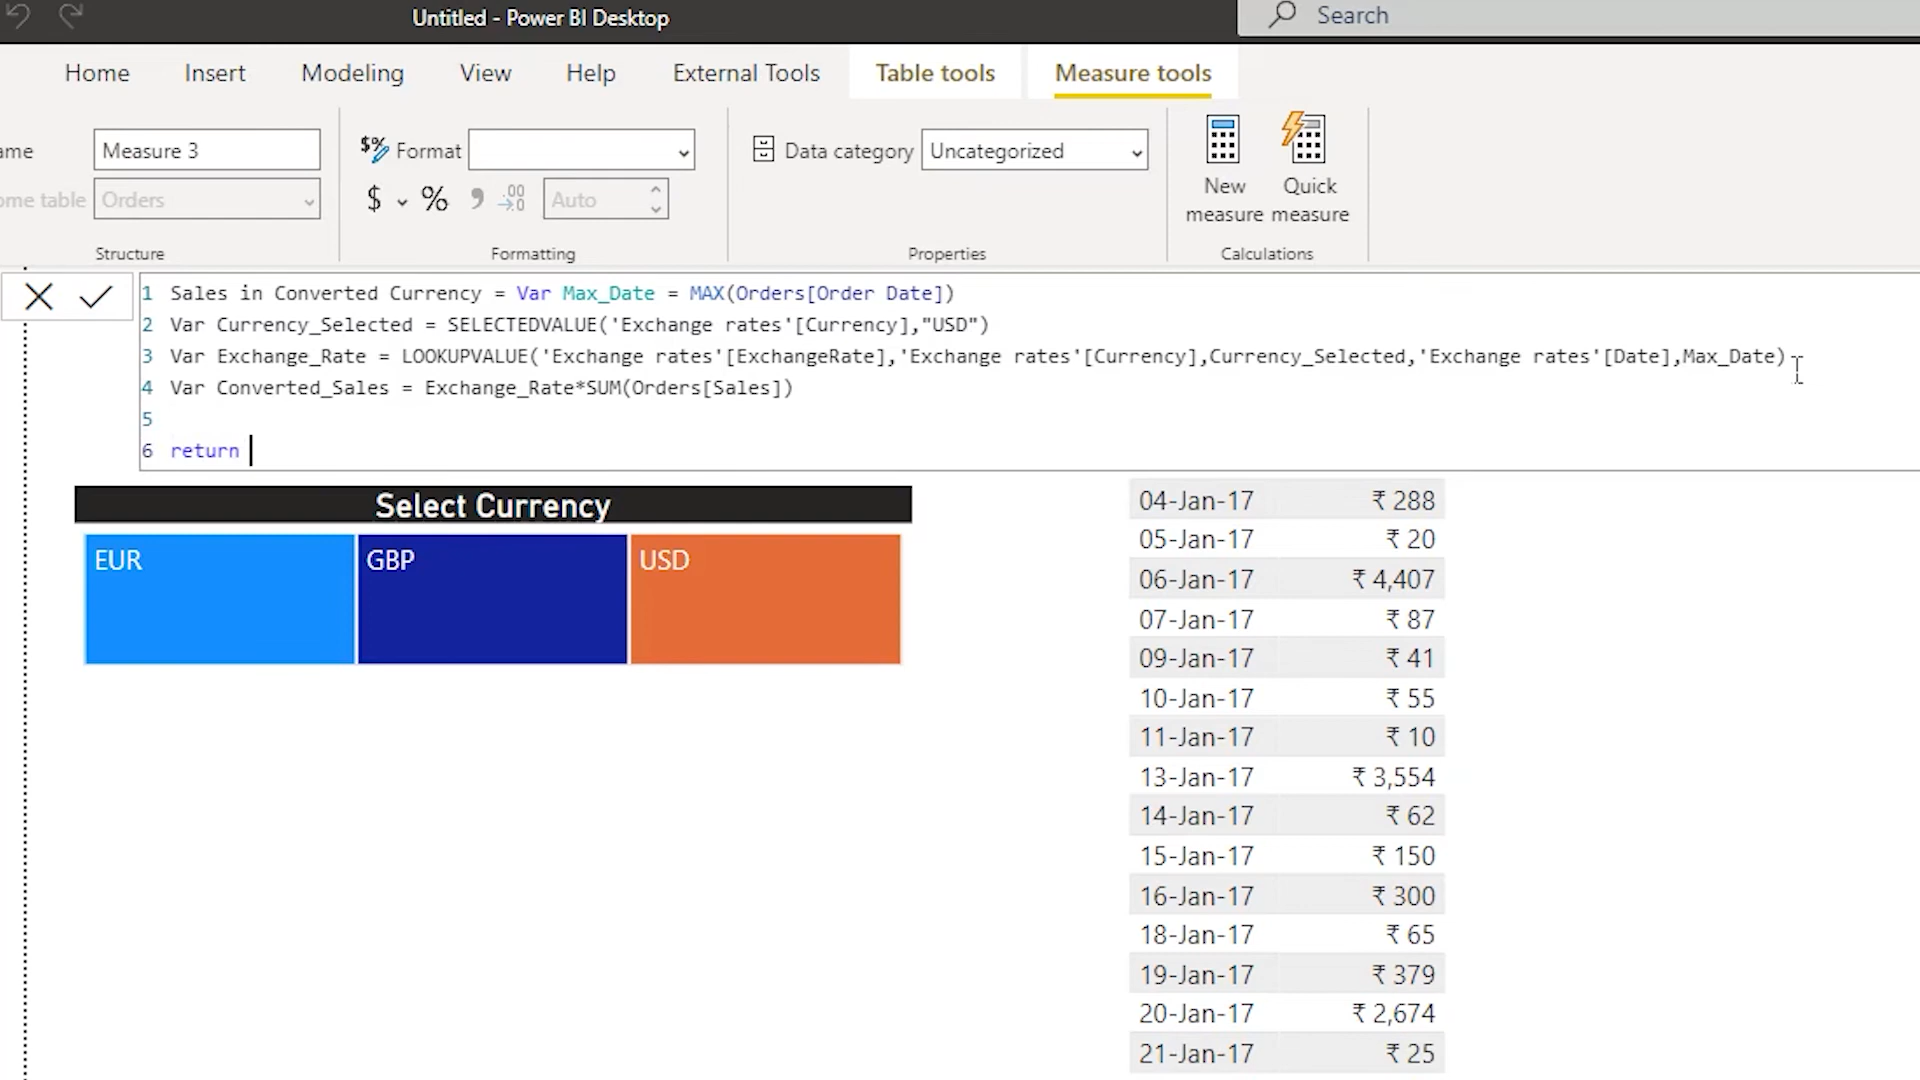 Untitled - Power BI Desktop
Search
Home Insert Modeling View Help External Tools Table tools Measure tools
ame Measure 3
ome table Orders
Structure
$% Format
$ % , .00 →.0 Auto
Formatting
Data category Uncategorized
Properties
New measure
Quick measure
Calculations
1 Sales in Converted Currency = Var Max_Date = MAX(Orders[Order Date])
2 Var Currency_Selected = SELECTEDVALUE('Exchange rates'[Currency],"USD")
3 Var Exchange_Rate = LOOKUPVALUE('Exchange rates'[ExchangeRate],'Exchange rates'[Currency],Currency_Selected,'Exchange rates'[Date],Max_Date)
4 Var Converted_Sales = Exchange_Rate*SUM(Orders[Sales])
5
6 return
Select Currency
EUR GBP USD
04-Jan-17 ₹ 288
05-Jan-17 ₹ 20
06-Jan-17 ₹ 4,407
07-Jan-17 ₹ 87
09-Jan-17 ₹ 41
10-Jan-17 ₹ 55
11-Jan-17 ₹ 10
13-Jan-17 ₹ 3,554
14-Jan-17 ₹ 62
15-Jan-17 ₹ 150
16-Jan-17 ₹ 300
18-Jan-17 ₹ 65
19-Jan-17 ₹ 379
20-Jan-17 ₹ 2,674
21-Jan-17 ₹ 25